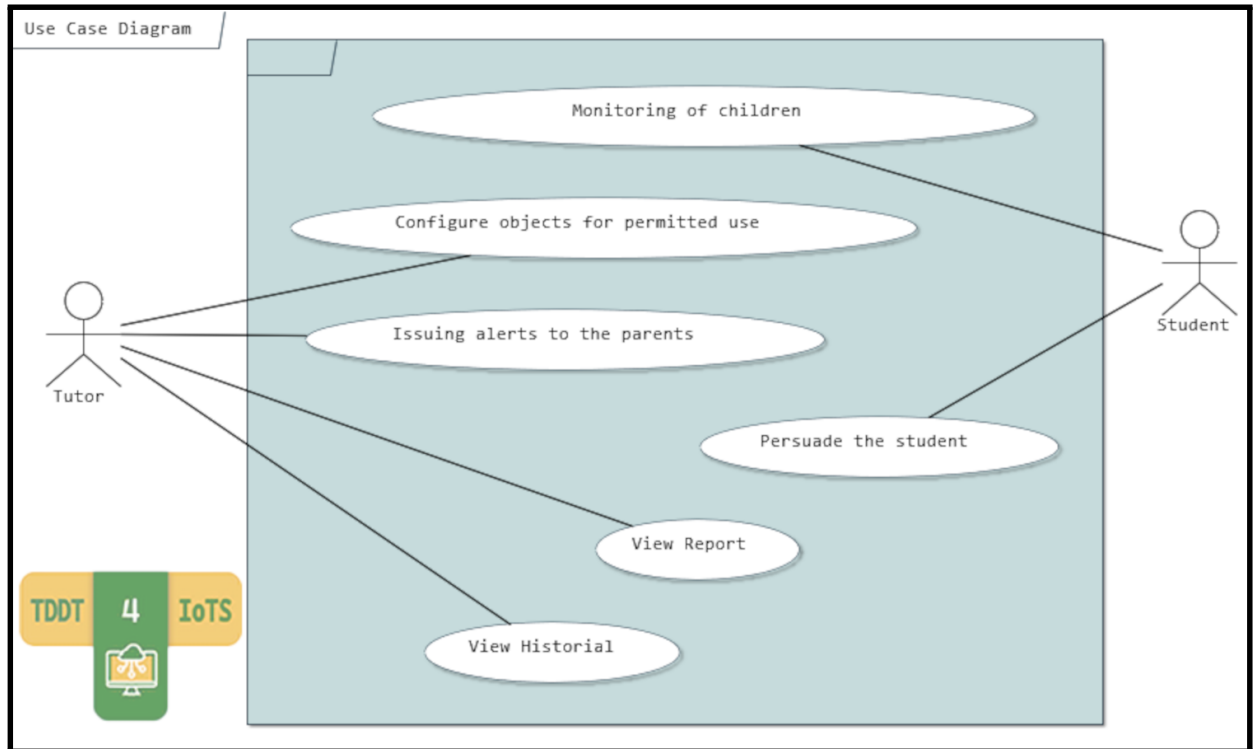 Use Case Diagram
Monitoring of children
Configure objects for permitted use
Issuing alerts to the parents
Student
Tutor
Persuade the student
View Report
TDDT 4 IoTS
View Historial